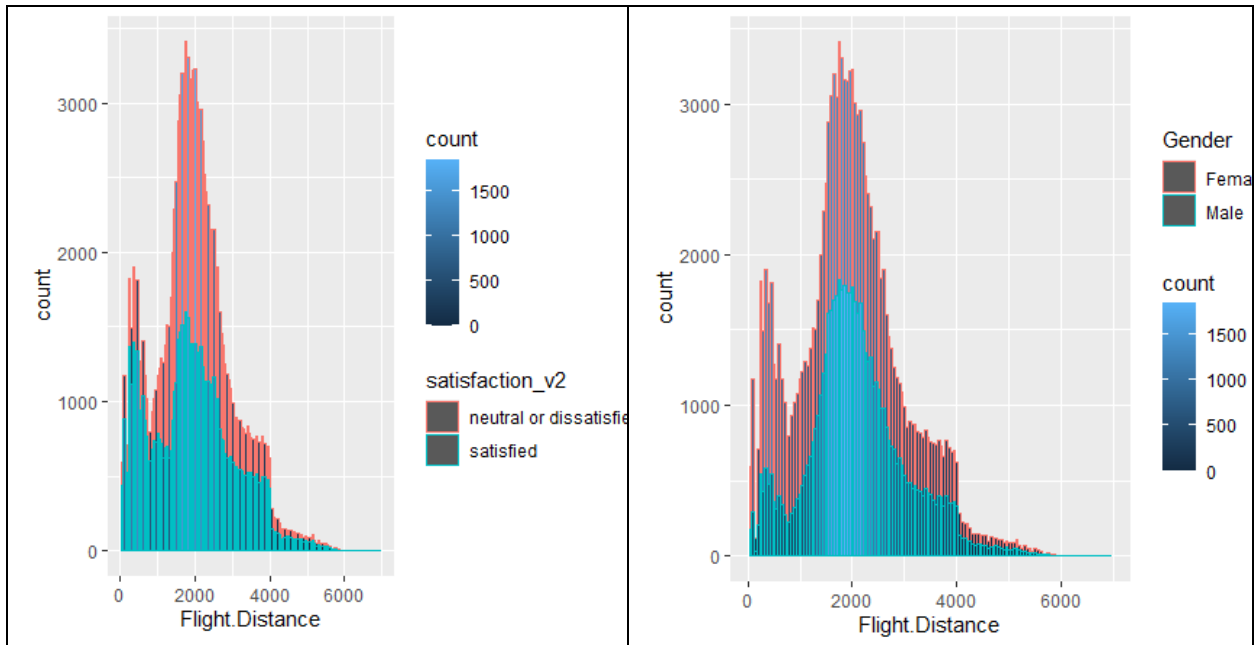 3000
2000
1000
0
count
0
2000
4000
6000
Flight.Distance
count
1500
1000
500
0
satisfaction_v2
neutral or dissatisfie
satisfied
3000
2000
1000
0
count
0
2000
4000
6000
Flight.Distance
Gender
Fema
Male
count
1500
1000
500
0